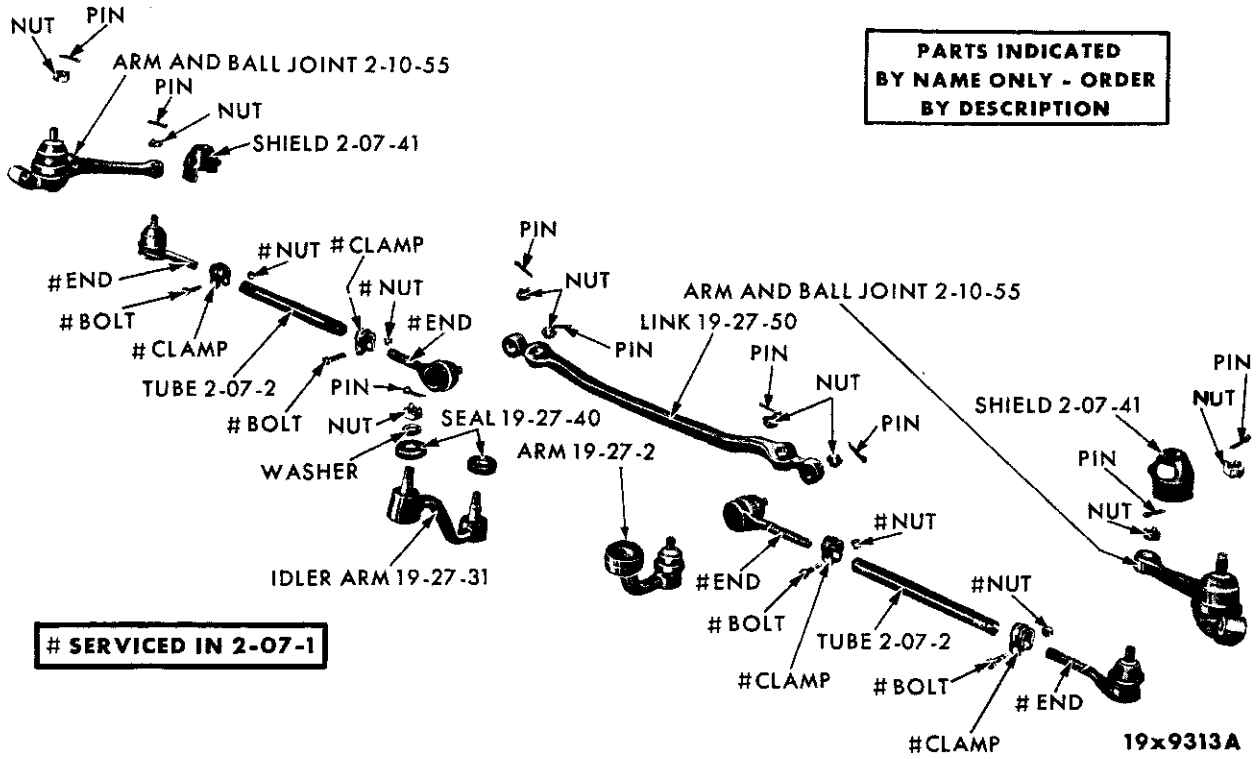 NUT
PIN
ARM AND BALL JOINT 2-10-55
PIN
NUT
SHIELD 2-07-41
PARTS INDICATED
BY NAME ONLY - ORDER
BY DESCRIPTION
#END
#NUT
#CLAMP
#BOLT
#NUT
#END
#CLAMP
TUBE 2-07-2
#BOLT
PIN
NUT
WASHER
SEAL 19-27-40
IDLER ARM 19-27-31
PIN
NUT
PIN
LINK 19-27-50
ARM AND BALL JOINT 2-10-55
PIN
NUT
PIN
ARM 19-27-2
SHIELD 2-07-41
PIN
NUT
PIN
NUT
#END
#NUT
#BOLT
#CLAMP
TUBE 2-07-2
#NUT
#BOLT
#END
#CLAMP
# SERVICED IN 2-07-1
19x9313A